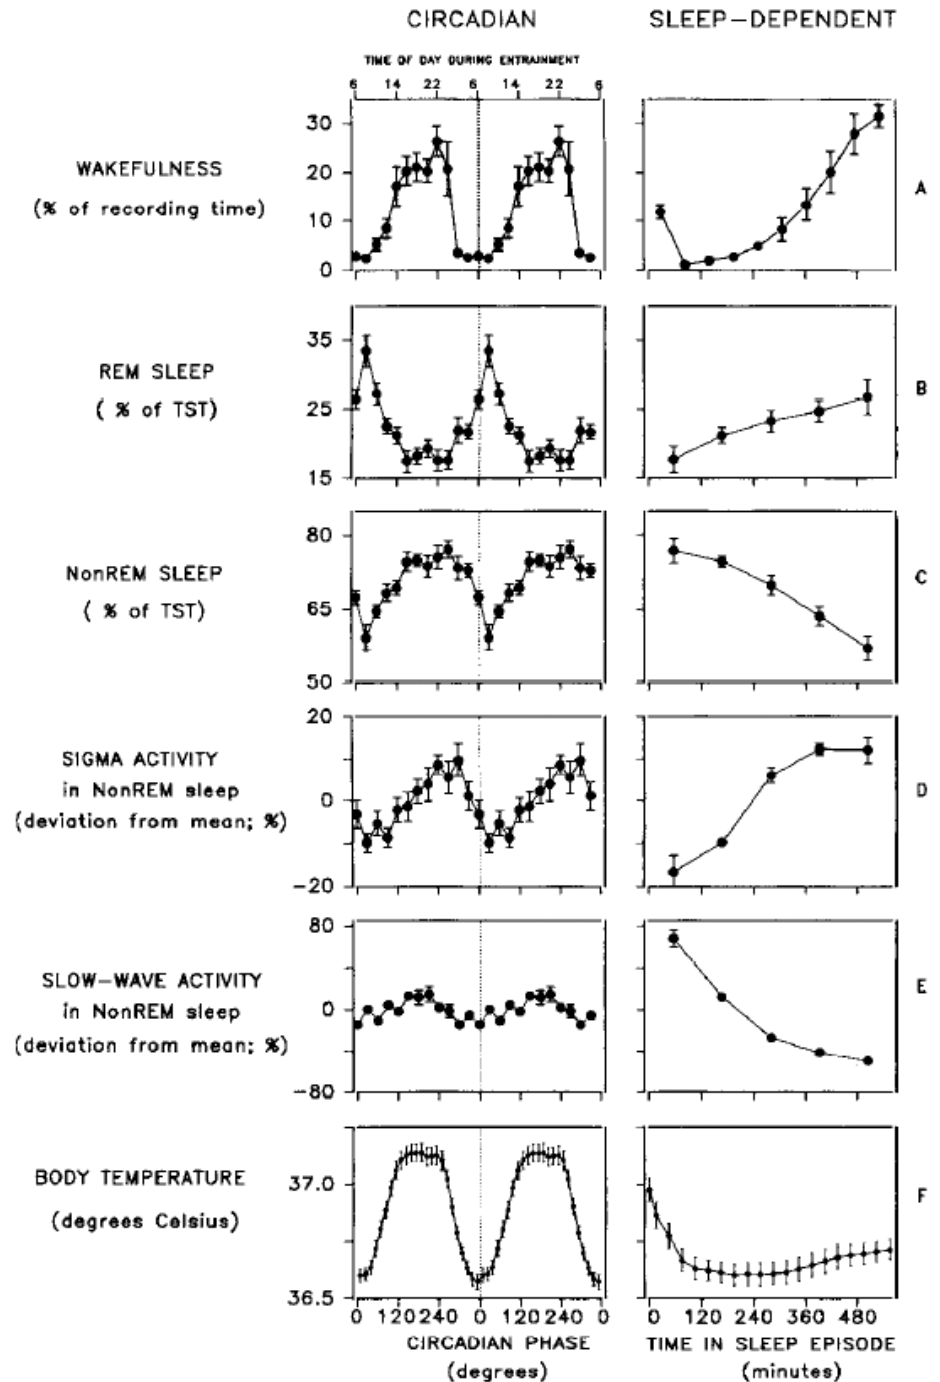 CIRCADIAN
SLEEP-DEPENDENT
TIME OF DAY DURING ENTRAINMENT
6 14 22 6 14 22 6
WAKEFULNESS
(% of recording time)
30
20
10
0
A
REM SLEEP
( % of TST)
35
25
15
B
NonREM SLEEP
( % of TST)
80
65
50
C
SIGMA ACTIVITY
in NonREM sleep
(deviation from mean; %)
20
0
-20
D
SLOW-WAVE ACTIVITY
in NonREM sleep
(deviation from mean; %)
80
0
-80
E
BODY TEMPERATURE
(degrees Celsius)
37.0
36.5
F
0 120 240 0 120 240 0
0 120 240 360 480
CIRCADIAN PHASE
(degrees)
TIME IN SLEEP EPISODE
(minutes)